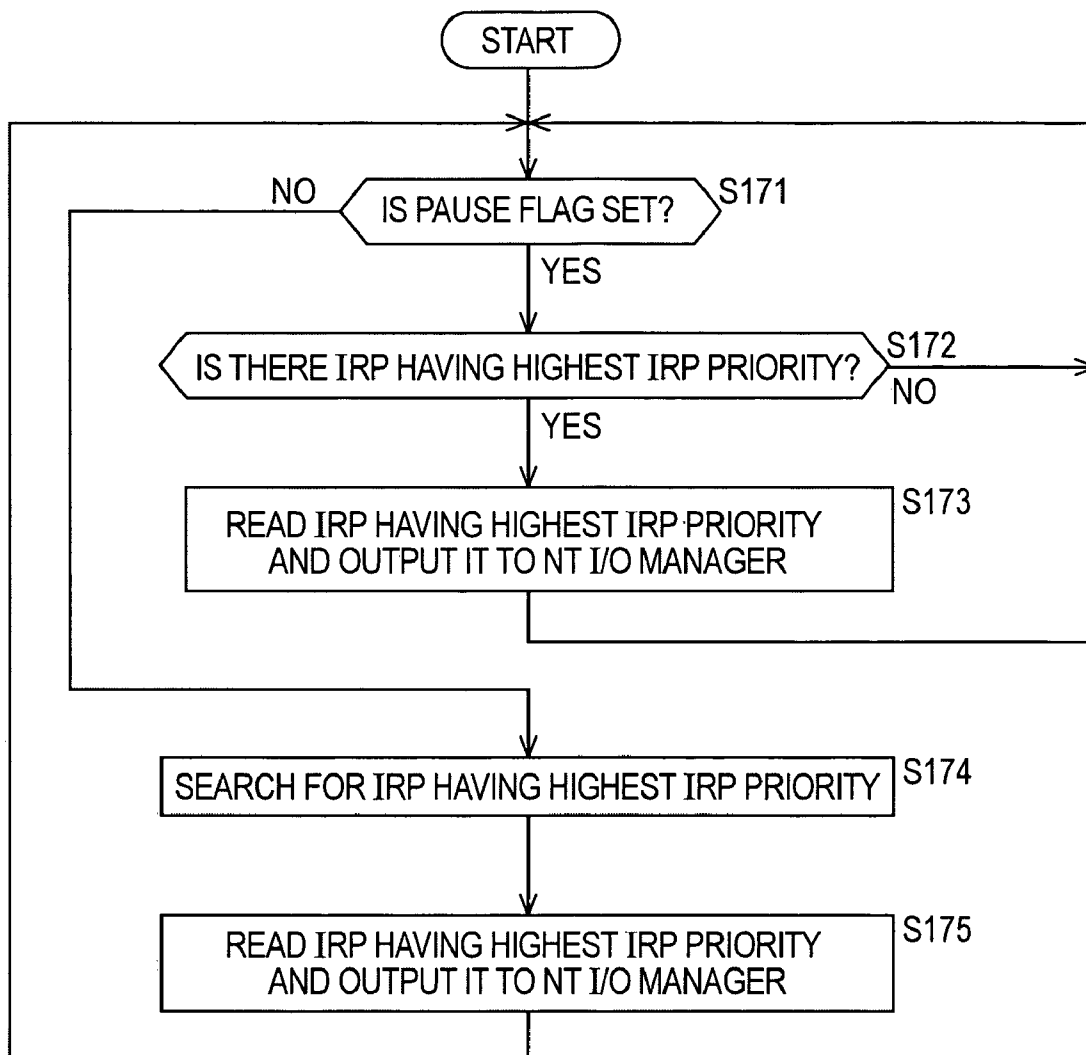 START
NO
IS PAUSE FLAG SET?
S171
YES
IS THERE IRP HAVING HIGHEST IRP PRIORITY?
S172
NO
YES
READ IRP HAVING HIGHEST IRP PRIORITY
AND OUTPUT IT TO NT I/O MANAGER
S173
SEARCH FOR IRP HAVING HIGHEST IRP PRIORITY
S174
READ IRP HAVING HIGHEST IRP PRIORITY
AND OUTPUT IT TO NT I/O MANAGER
S175